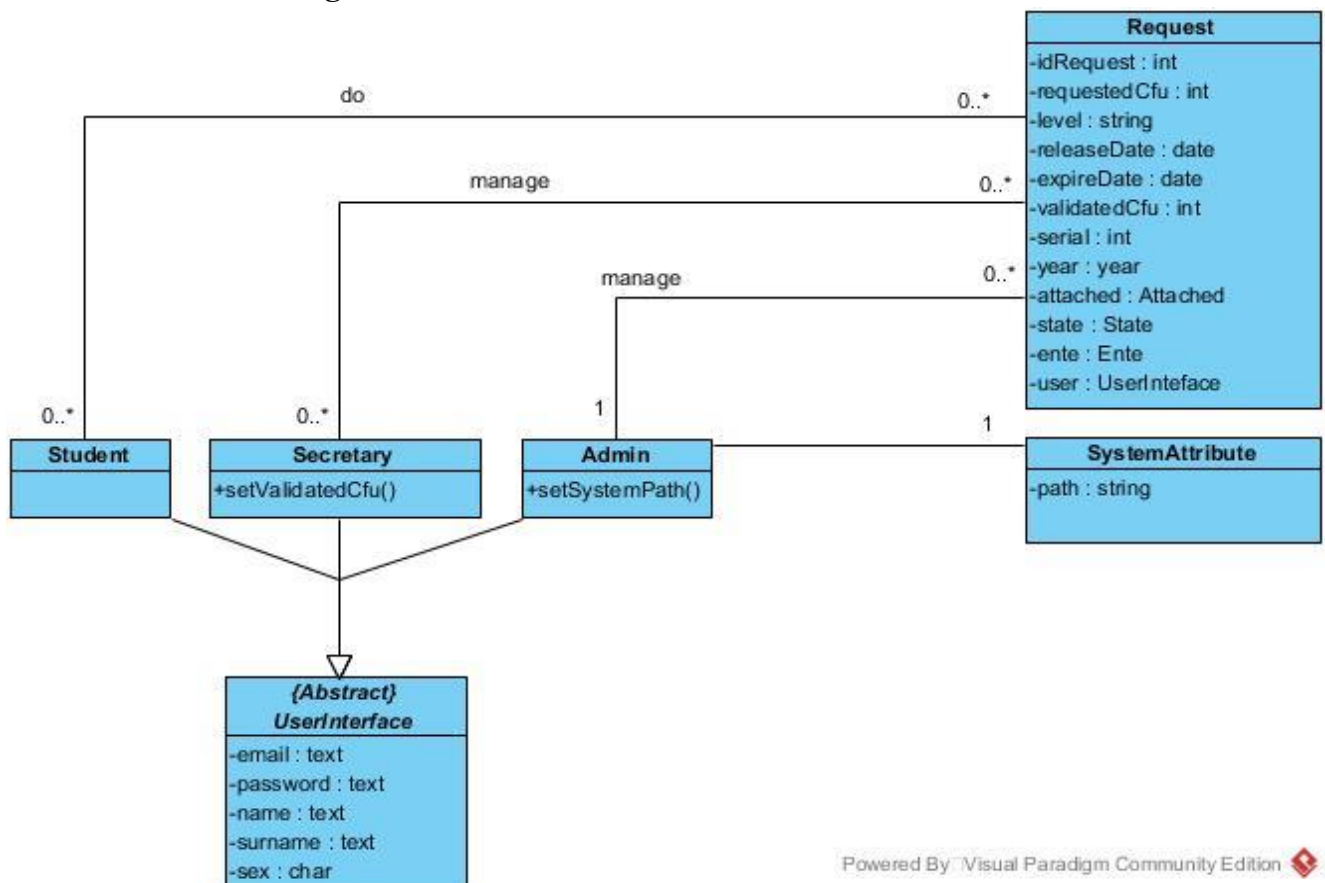 Request
-idRequest : int
-requestedCfu : int
-level : string
-releaseDate : date
-expireDate : date
-validatedCfu : int
-serial : int
-year : year
-attached : Attached
-state : State
-ente : Ente
-user : UserInteface
do
0..*
manage
0..*
manage
0..*
0..*
0..*
1
1
Student
Secretary
+setValidatedCfu()
Admin
+setSystemPath()
SystemAttribute
-path : string
{Abstract}
UserInterface
-email : text
-password : text
-name : text
-surname : text
-sex : char
Powered By Visual Paradigm Community Edition